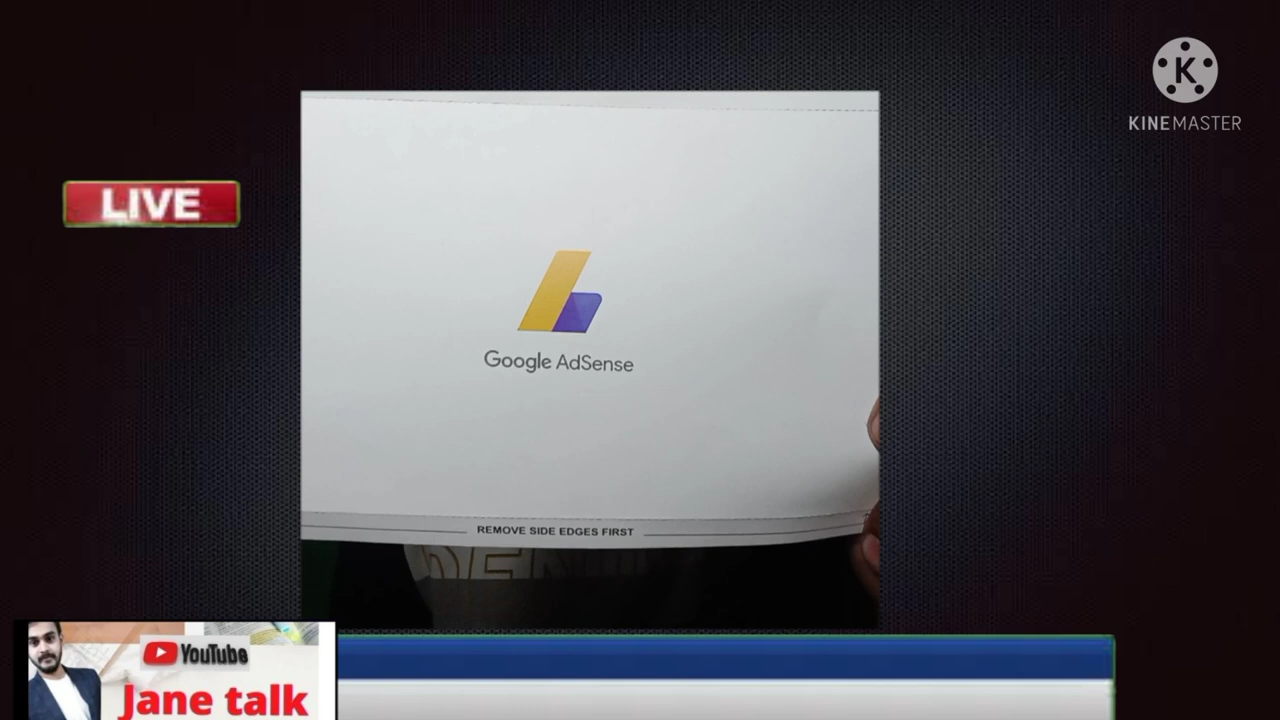 K
KINEMASTER
LIVE
Google AdSense
REMOVE SIDE EDGES FIRST
YouTube
Jane talk